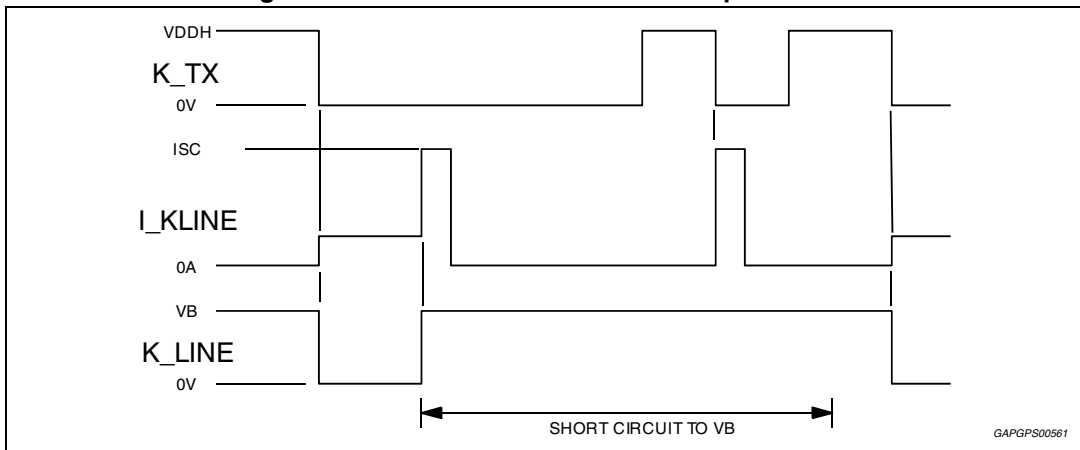 VDDH
K_TX
0V
ISC
I_KLINE
0A
VB
K_LINE
0V
SHORT CIRCUIT TO VB
GAPGPS00561